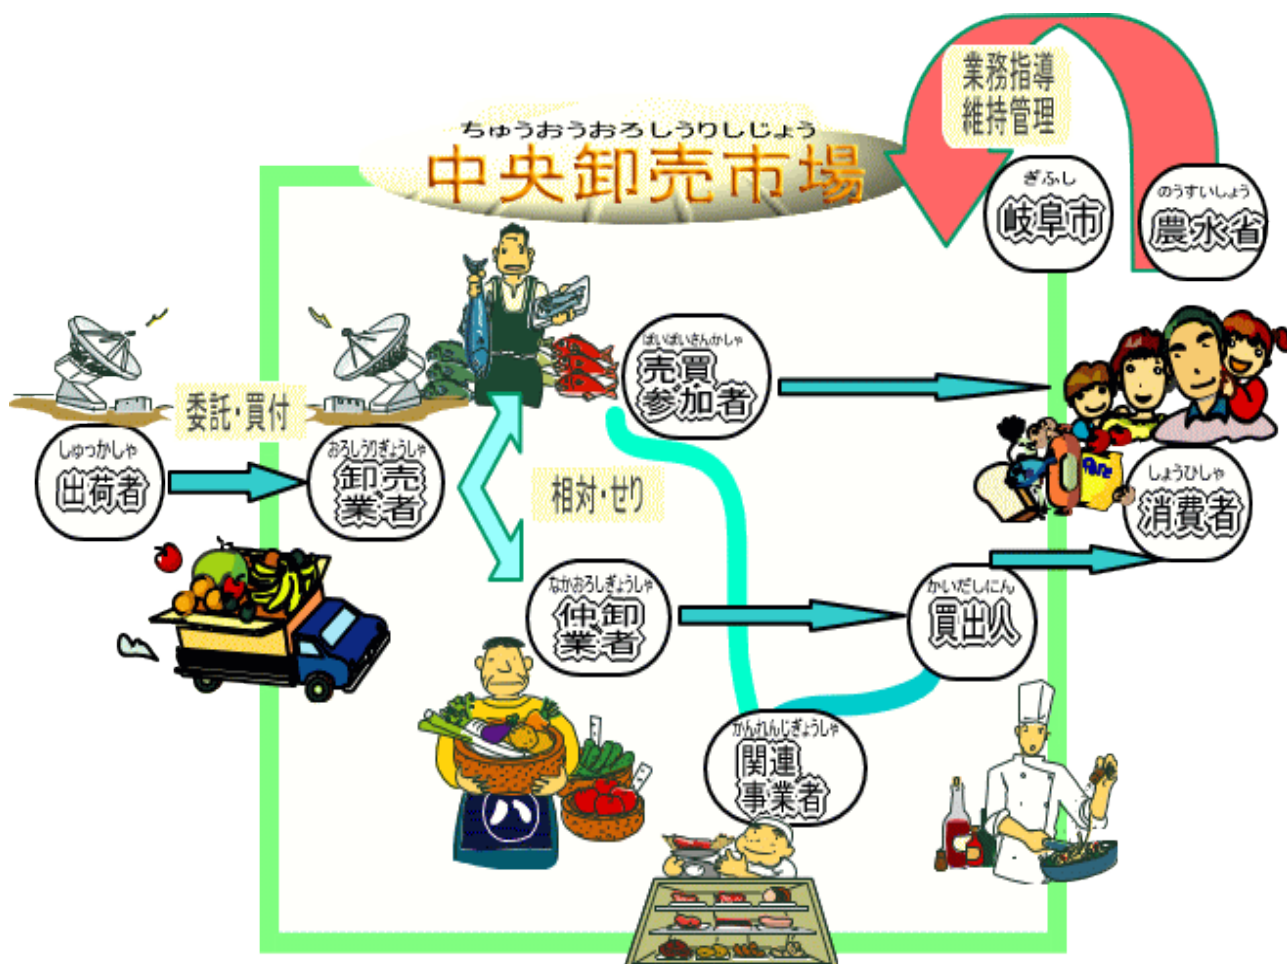 業務指導
維持管理
ちゅうおうおろしうりしじょう
中央卸売市場
ぎふし
岐阜市
のうすいしょう
農水省
ばいばいさんかしゃ
売買
参加者
委託・買付
しゅっかしゃ
出荷者
おろしうりぎょうしゃ
卸売
業者
相対・せり
しょうひしゃ
消費者
なかおろしぎょうしゃ
仲卸
業者
かいだしにん
買出人
かんれんじぎょうしゃ
関連
事業者